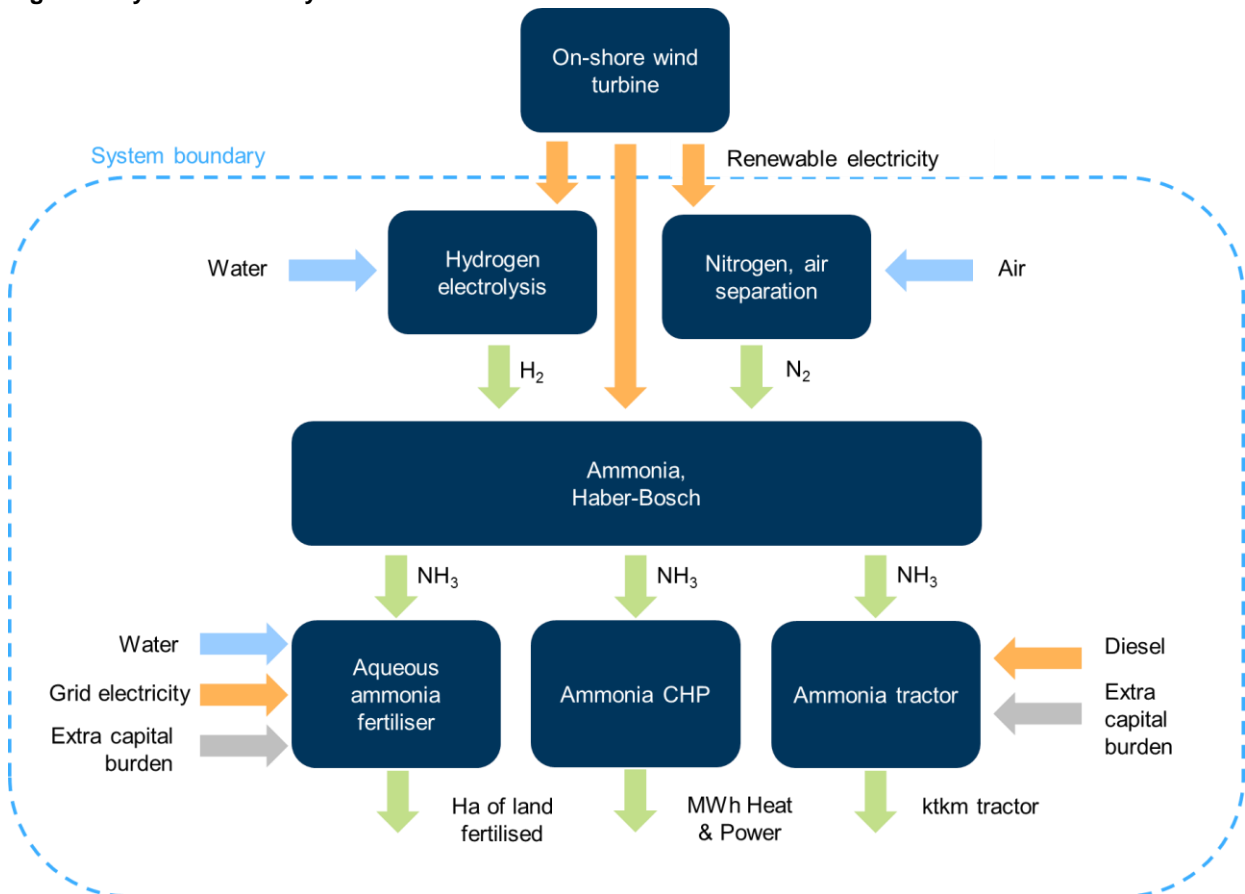 On-shore wind
turbine
System boundary
Renewable electricity
Water
Hydrogen
electrolysis
Nitrogen, air
separation
Air
H₂
N₂
Ammonia,
Haber-Bosch
NH₃
NH₃
NH₃
Water
Grid electricity
Extra capital
burden
Aqueous
ammonia
fertiliser
Ammonia CHP
Ammonia tractor
Diesel
Extra
capital
burden
Ha of land
fertilised
MWh Heat
& Power
ktkm tractor